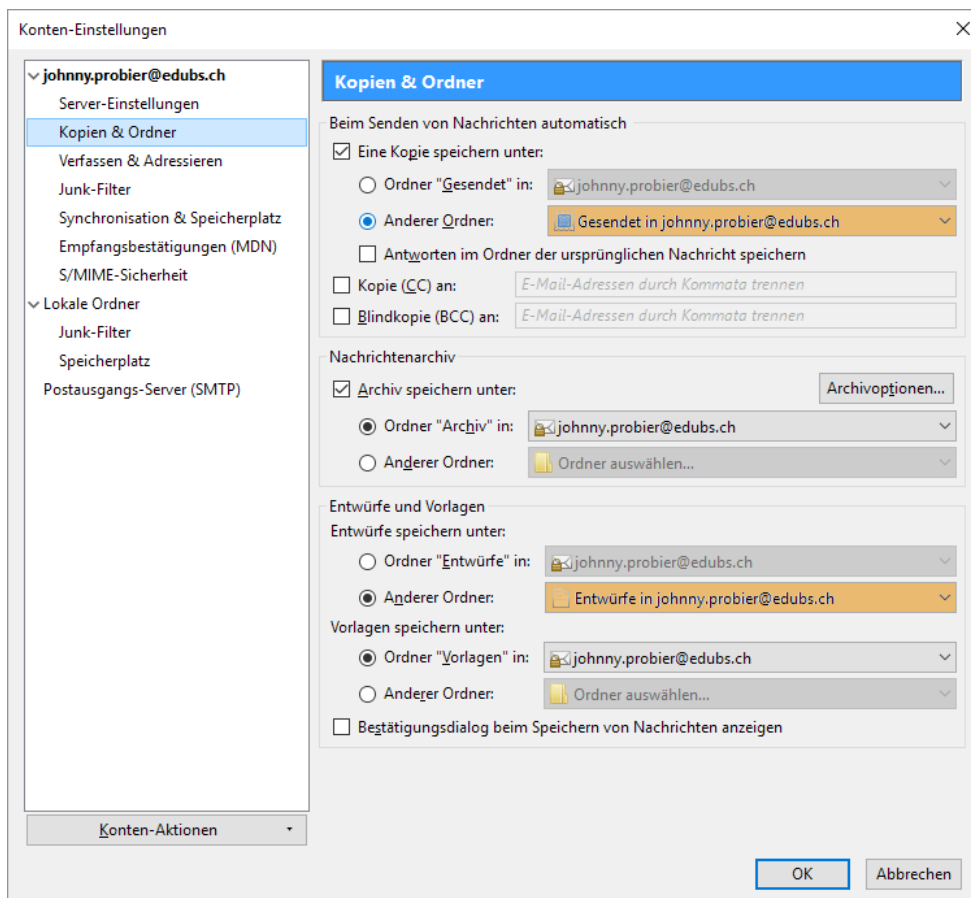 Konten-Einstellungen
johnny.probier@edubs.ch
Server-Einstellungen
Kopien & Ordner
Verfassen & Adressieren
Junk-Filter
Synchronisation & Speicherplatz
Empfangsbestätigungen (MDN)
S/MIME-Sicherheit
Lokale Ordner
Junk-Filter
Speicherplatz
Postausgangs-Server (SMTP)
Konten-Aktionen
Kopien & Ordner
Beim Senden von Nachrichten automatisch
Eine Kopie speichern unter:
Ordner "Gesendet" in: johnny.probier@edubs.ch
Anderer Ordner: Gesendet in johnny.probier@edubs.ch
Antworten im Ordner der ursprünglichen Nachricht speichern
Kopie (CC) an: E-Mail-Adressen durch Kommata trennen
Blindkopie (BCC) an: E-Mail-Adressen durch Kommata trennen
Nachrichtenarchiv
Archiv speichern unter: Archivoptionen...
Ordner "Archiv" in: johnny.probier@edubs.ch
Anderer Ordner: Ordner auswählen...
Entwürfe und Vorlagen
Entwürfe speichern unter:
Ordner "Entwürfe" in: johnny.probier@edubs.ch
Anderer Ordner: Entwürfe in johnny.probier@edubs.ch
Vorlagen speichern unter:
Ordner "Vorlagen" in: johnny.probier@edubs.ch
Anderer Ordner: Ordner auswählen...
Bestätigungsdialog beim Speichern von Nachrichten anzeigen
OK Abbrechen